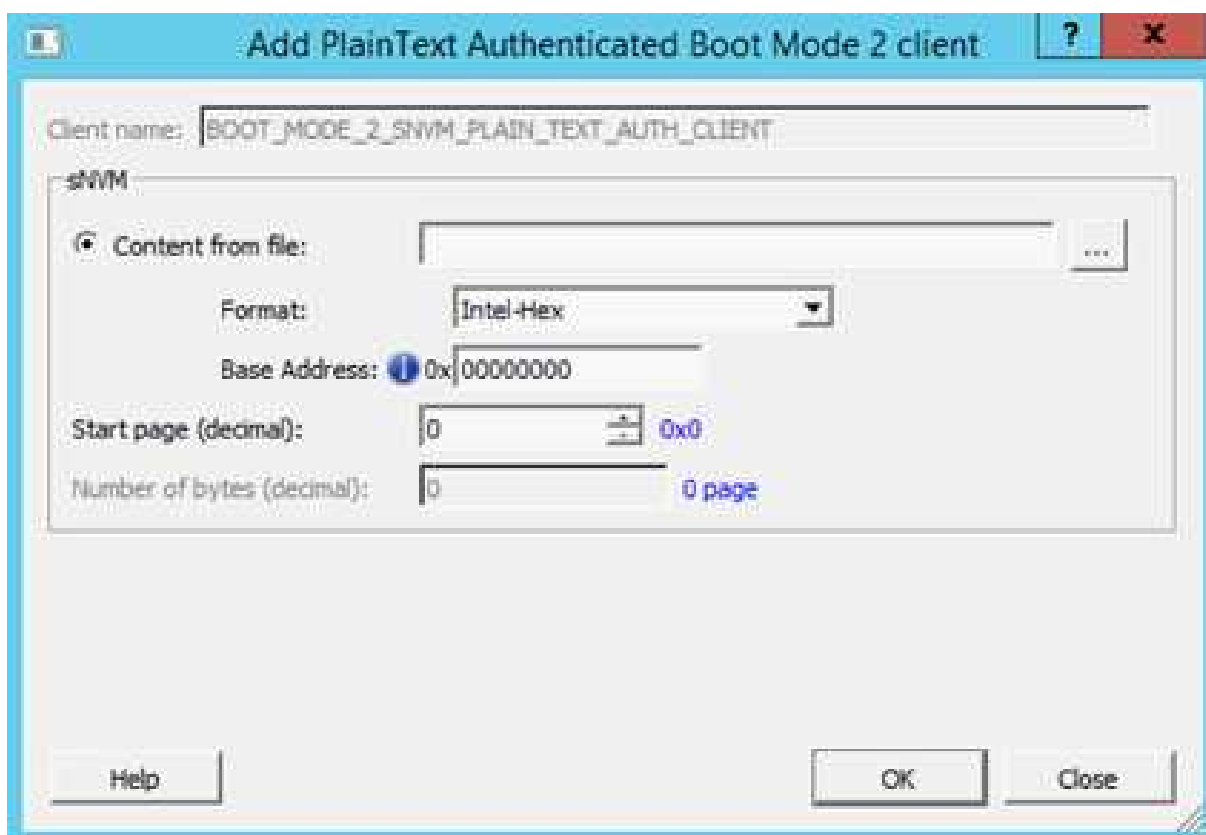 Add PlainText Authenticated Boot Mode 2 client ? x
Client name: BOOT_MODE_2_SNVM_PLAIN_TEXT_AUTH_CLIENT
sNVM
Content from file: ...
Format: Intel-Hex
Base Address: i 0x 00000000
Start page (decimal): 0 0x0
Number of bytes (decimal): 0 0 page
Help OK Close